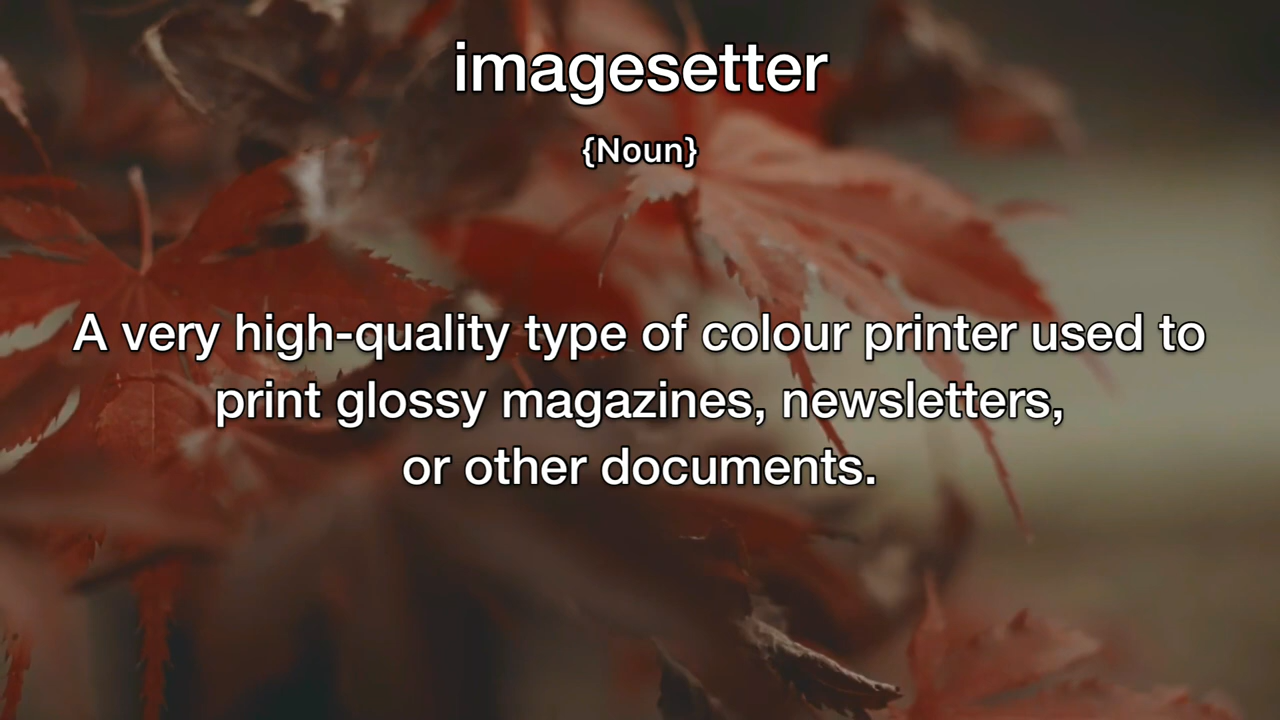 imagesetter
{Noun}
A very high-quality type of colour printer used to
print glossy magazines, newsletters,
or other documents.